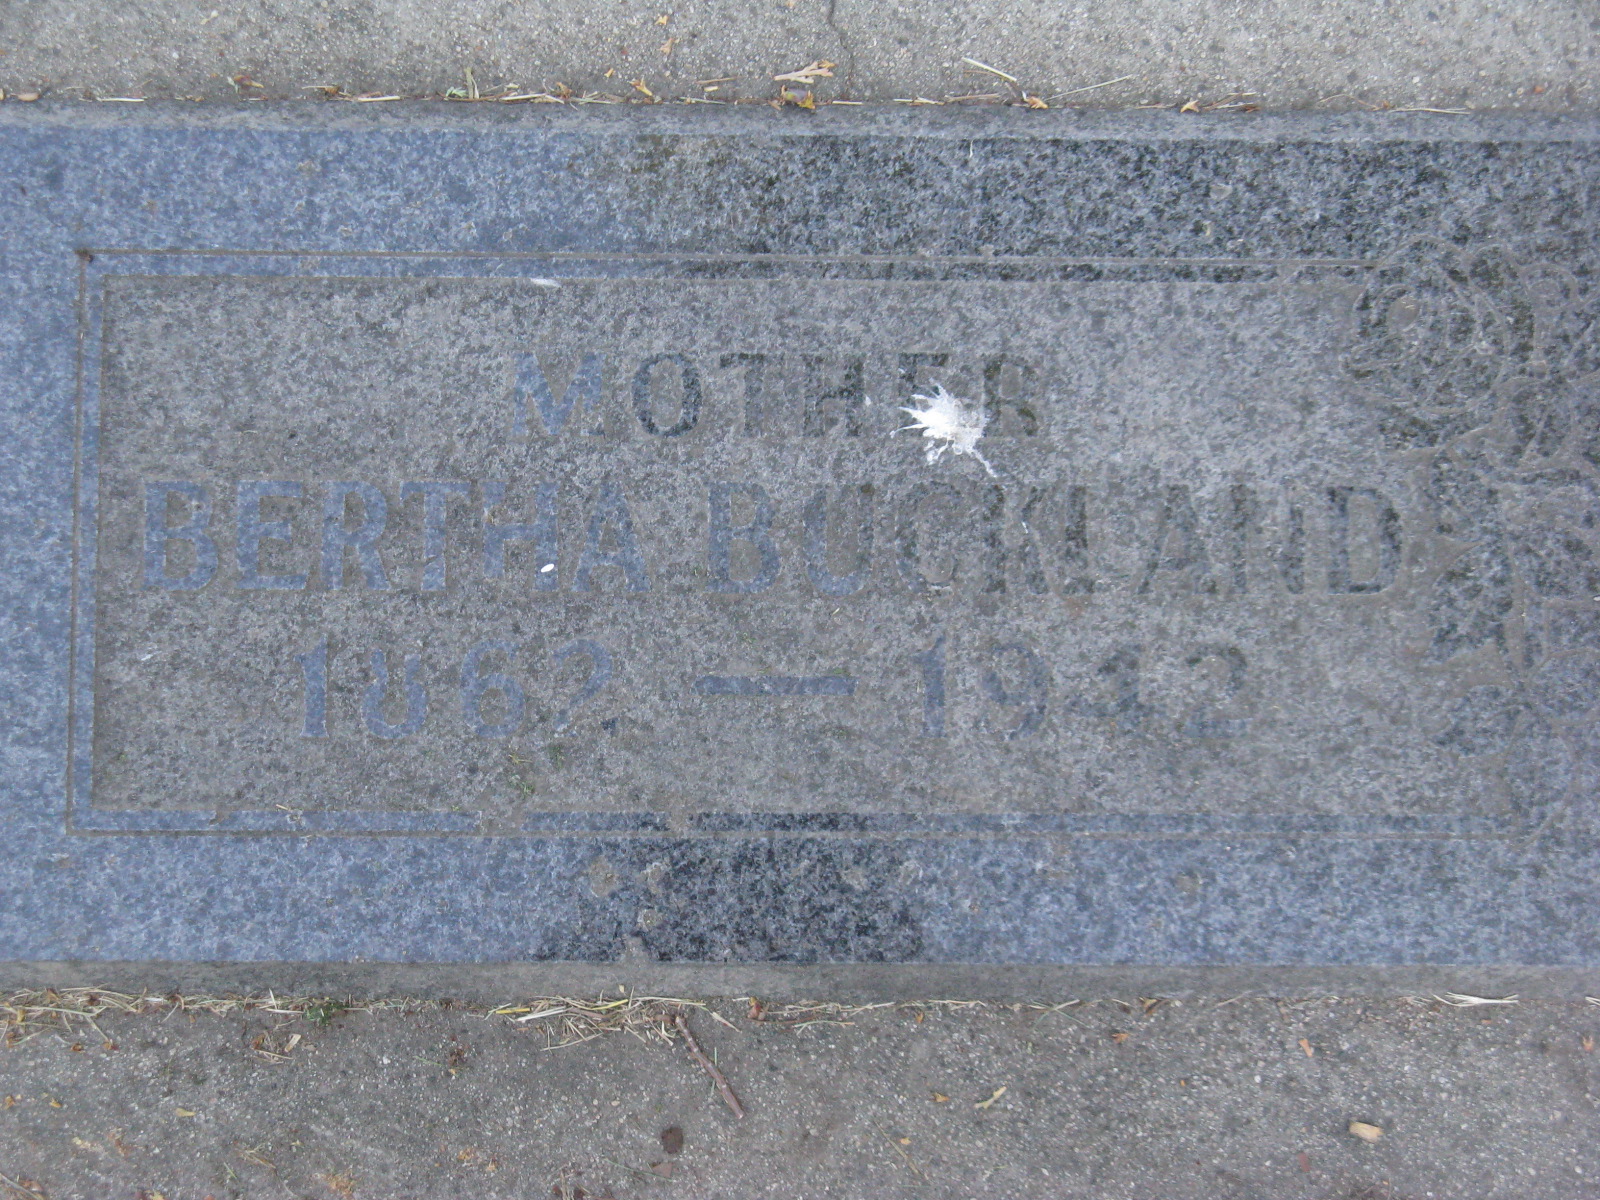 MOTHER
BERTHA BUCKLAND
1862 — 1942